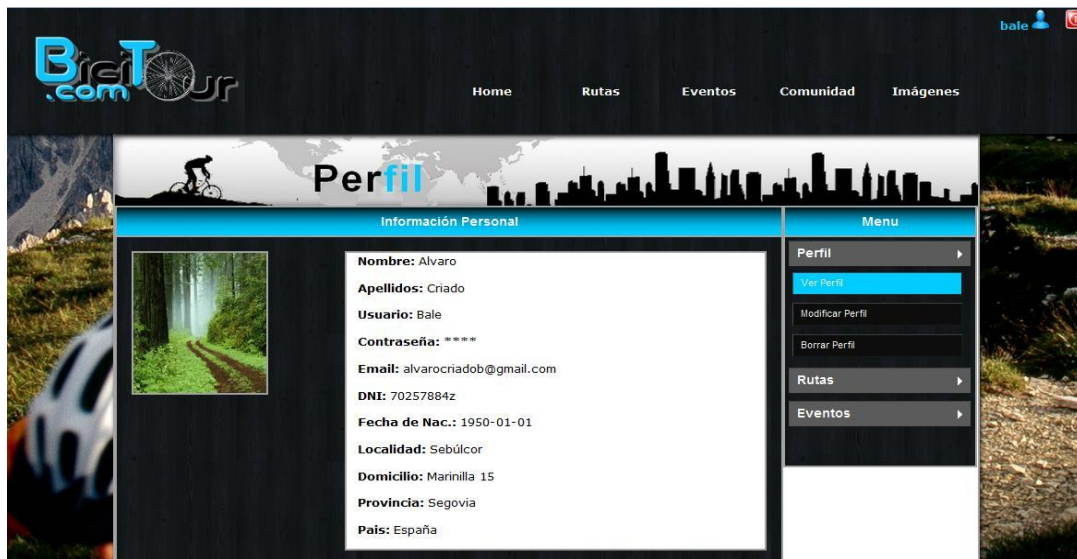 bale
BiciTour
.com
Home Rutas Eventos Comunidad Imágenes
Perfil
Información Personal
Menu
Nombre: Alvaro
Apellidos: Criado
Usuario: Bale
Contraseña: ****
Email: alvarocriadob@gmail.com
DNI: 70257884z
Fecha de Nac.: 1950-01-01
Localidad: Sebúlcor
Domicilio: Marinilla 15
Provincia: Segovia
Pais: España
Perfil
Ver Perfil
Modificar Perfil
Borrar Perfil
Rutas
Eventos